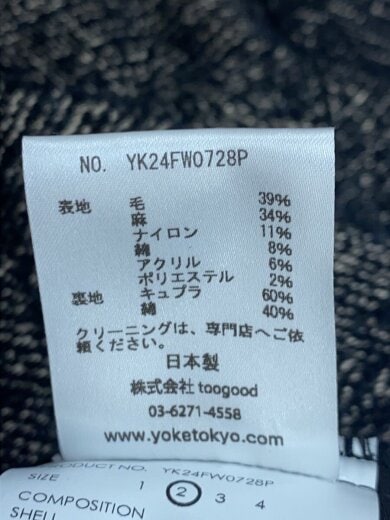 NO. YK24FW0728P
表地 毛 39%
麻 34%
ナイロン 11%
綿 8%
アクリル 6%
ポリエステル 2%
裏地 キュプラ 60%
綿 40%
クリーニングは、専門店へご依
頼ください。
日本製
株式会社 toogood
03-6271-4558
www.yoketokyo.com
PRODUCT NO. YK24FW0728P
SIZE 1 2 3 4
COMPOSITION
SHELL